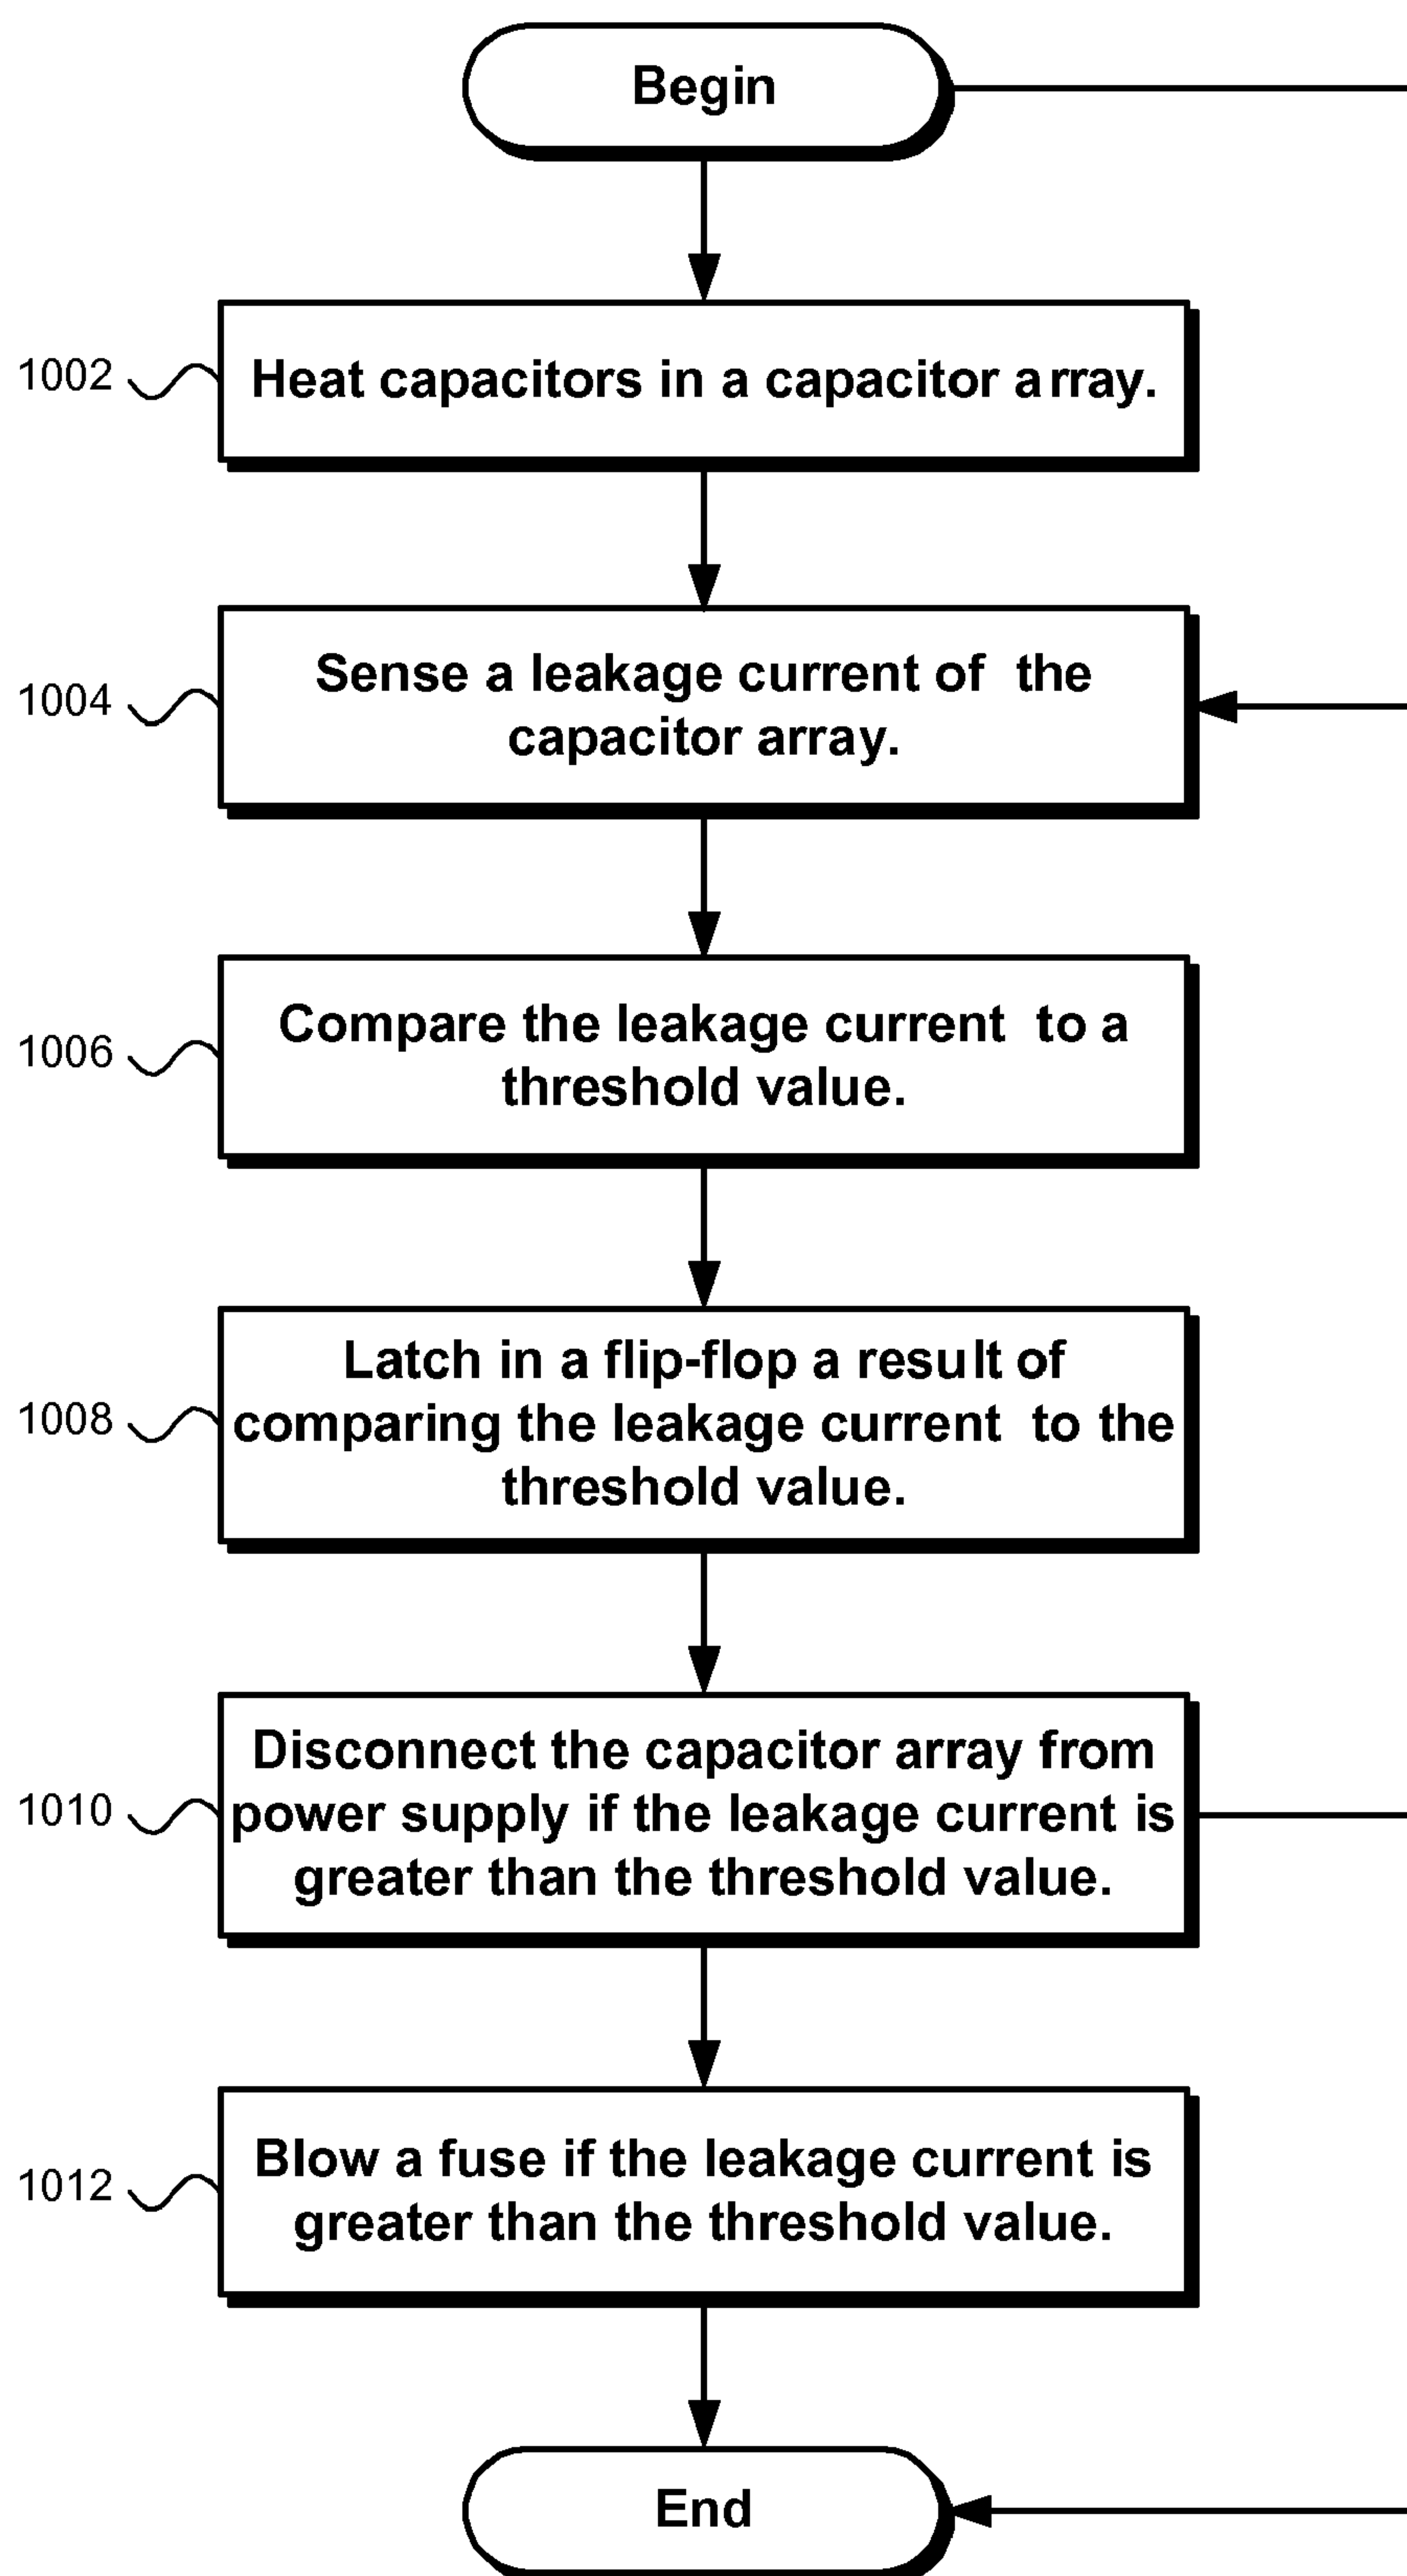 Begin
1002
Heat capacitors in a capacitor array.
1004
Sense a leakage current of the
capacitor array.
1006
Compare the leakage current to a
threshold value.
1008
Latch in a flip-flop a result of
comparing the leakage current to the
threshold value.
1010
Disconnect the capacitor array from
power supply if the leakage current is
greater than the threshold value.
1012
Blow a fuse if the leakage current is
greater than the threshold value.
End